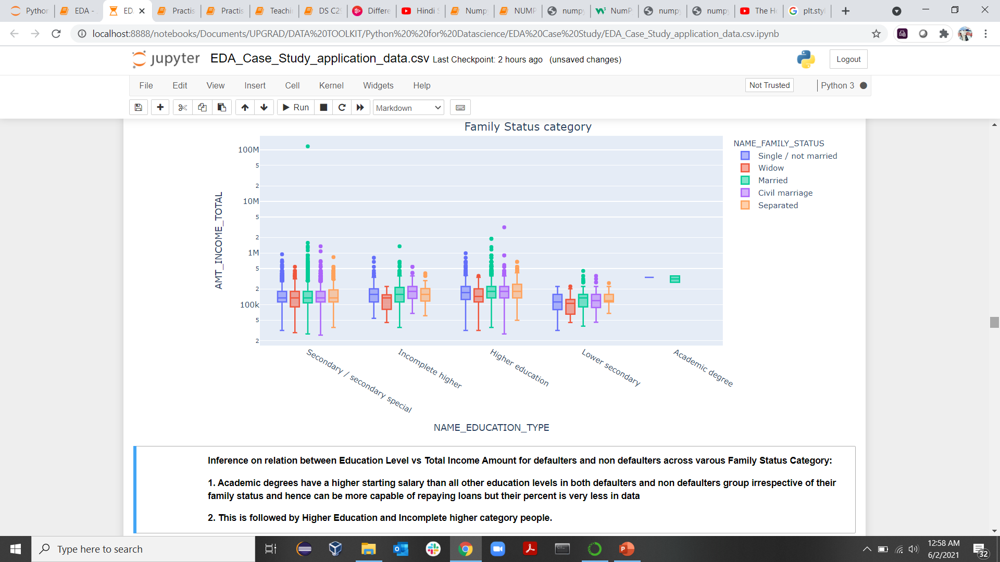 Python
EDA -
ED
Practis
Practis
Teachi
DS C2
Differe
Hindi
Nump
NUMP
numpy
NumP
numpy
numpy
The H
plt.sty
localhost:8888/notebooks/Documents/UPGRAD/DATA%20TOOLKIT/Python%20%20for%20Datascience/EDA%20Case%20Study/EDA_Case_Study_application_data.csv.ipynb
jupyter EDA_Case_Study_application_data.csv Last Checkpoint: 2 hours ago (unsaved changes)
Logout
File Edit View Insert Cell Kernel Widgets Help
Not Trusted
Python 3
Run
Markdown
Family Status category
100M
5
2
10M
5
2
1M
5
2
100k
5
2
AMT_INCOME_TOTAL
NAME_FAMILY_STATUS
Single / not married
Widow
Married
Civil marriage
Separated
Secondary / secondary special
Incomplete higher
Higher education
Lower secondary
Academic degree
NAME_EDUCATION_TYPE
Inference on relation between Education Level vs Total Income Amount for defaulters and non defaulters across varous Family Status Category:
1. Academic degrees have a higher starting salary than all other education levels in both defaulters and non defaulters group irrespective of their
family status and hence can be more capable of repaying loans but their percent is very less in data
2. This is followed by Higher Education and Incomplete higher category people.
Type here to search
12:58 AM
6/2/2021
32